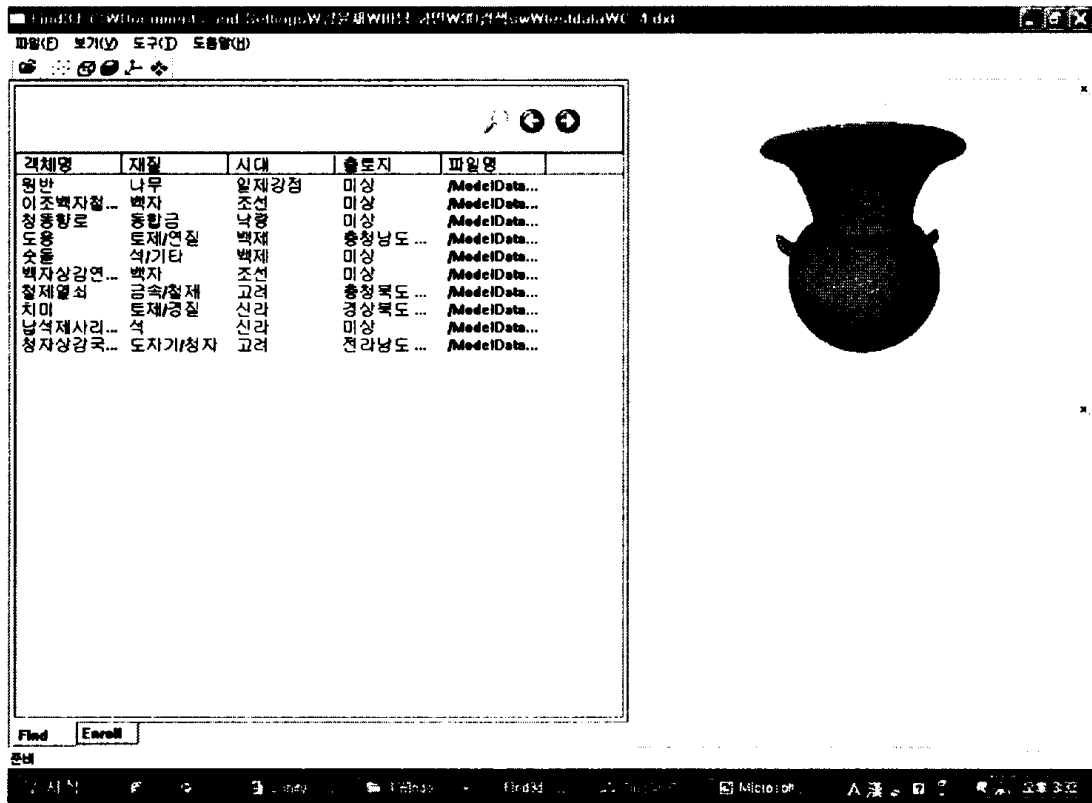 파일(F) 보기(V) 도구(T) 도움말(H)
객체명 재질 시대 출토지 파일명
원반 나무 일제강점 미상 /ModelData...
이조백자철... 백자 조선 미상 /ModelData...
청동향로 동합금 낙랑 미상 /ModelData...
도용 토제/연질 백제 충청남도 ... /ModelData...
숫돌 석/기타 백제 미상 /ModelData...
백자상감연... 백자 조선 미상 /ModelData...
철제열쇠 금속/철제 고려 충청북도 ... /ModelData...
치미 토제/경질 신라 경상북도 ... /ModelData...
납석제사리... 석 신라 미상 /ModelData...
청자상감국... 도자기/청자 고려 전라남도 ... /ModelData...
Find Enroll
준비
Find3d Microsoft A 漢 오후 3:32